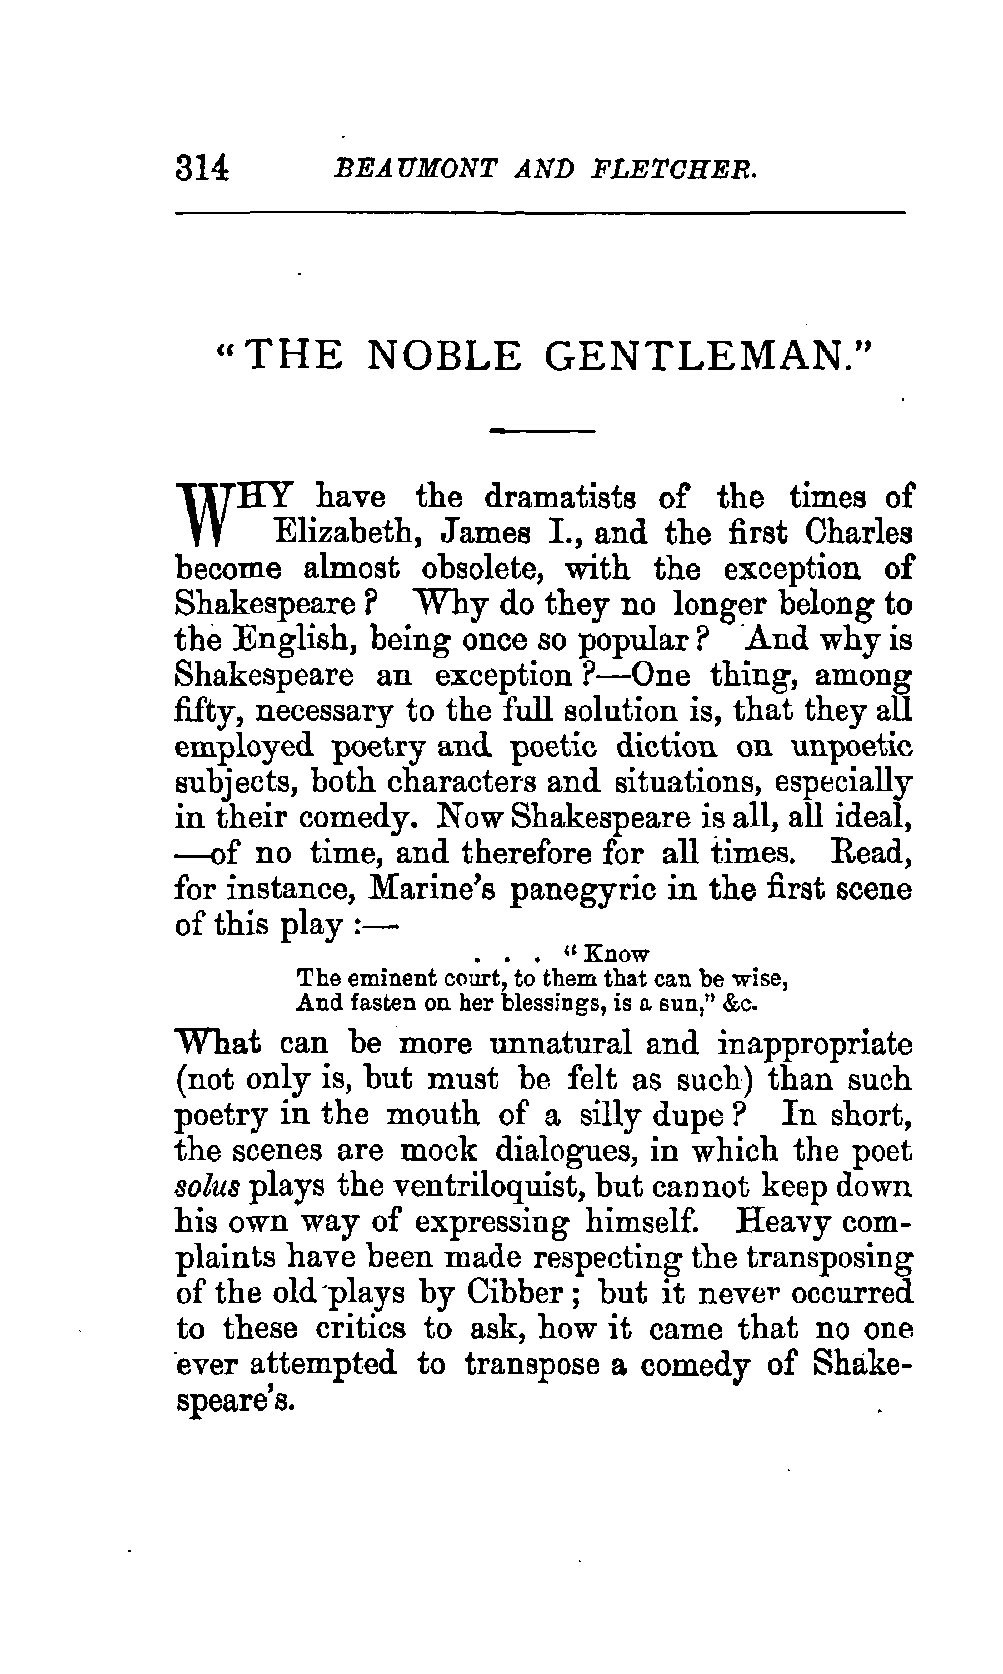 314 BEAUMONT AND FLETCHER.
"THE NOBLE GENTLEMAN."
WHY have the dramatists of the times of
Elizabeth, James I., and the first Charles
become almost obsolete, with the exception of
Shakespeare? Why do they no longer belong to
the English, being once so popular? And why is
Shakespeare an exception?—One thing, among
fifty, necessary to the full solution is, that they all
employed poetry and poetic diction on unpoetic
subjects, both characters and situations, especially
in their comedy. Now Shakespeare is all, all ideal,
—of no time, and therefore for all times. Read,
for instance, Marine's panegyric in the first scene
of this play:—
. . . "Know
The eminent court, to them that can be wise,
And fasten on her blessings, is a sun," &c.
What can be more unnatural and inappropriate
(not only is, but must be felt as such) than such
poetry in the mouth of a silly dupe? In short,
the scenes are mock dialogues, in which the poet
solus plays the ventriloquist, but cannot keep down
his own way of expressing himself. Heavy com-
plaints have been made respecting the transposing
of the old plays by Cibber; but it never occurred
to these critics to ask, how it came that no one
ever attempted to transpose a comedy of Shake-
speare's.